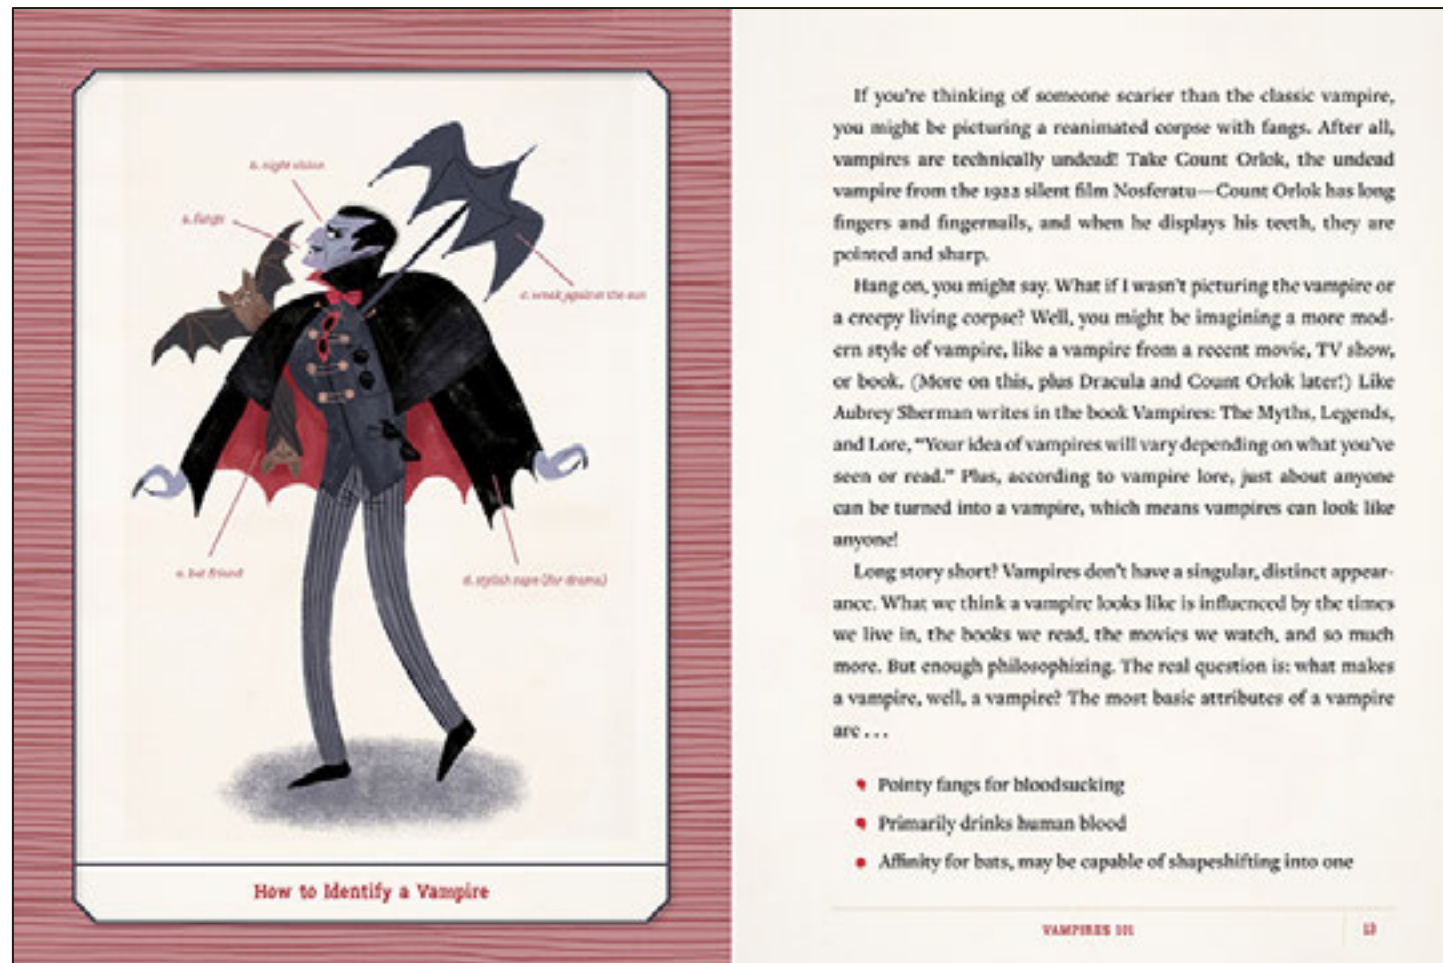 b. night vision
a. fangs
c. weak against the sun
e. bat friend
d. stylish cape (for drama)
How to Identify a Vampire
If you're thinking of someone scarier than the classic vampire,
you might be picturing a reanimated corpse with fangs. After all,
vampires are technically undead! Take Count Orlok, the undead
vampire from the 1922 silent film Nosferatu—Count Orlok has long
fingers and fingernails, and when he displays his teeth, they are
pointed and sharp.
Hang on, you might say. What if I wasn't picturing the vampire or
a creepy living corpse? Well, you might be imagining a more mod-
ern style of vampire, like a vampire from a recent movie, TV show,
or book. (More on this, plus Dracula and Count Orlok later!) Like
Aubrey Sherman writes in the book Vampires: The Myths, Legends,
and Lore, “Your idea of vampires will vary depending on what you've
seen or read.” Plus, according to vampire lore, just about anyone
can be turned into a vampire, which means vampires can look like
anyone!
Long story short? Vampires don't have a singular, distinct appear-
ance. What we think a vampire looks like is influenced by the times
we live in, the books we read, the movies we watch, and so much
more. But enough philosophizing. The real question is: what makes
a vampire, well, a vampire? The most basic attributes of a vampire
are . . .
Pointy fangs for bloodsucking
Primarily drinks human blood
Affinity for bats, may be capable of shapeshifting into one
VAMPIRES 101
13